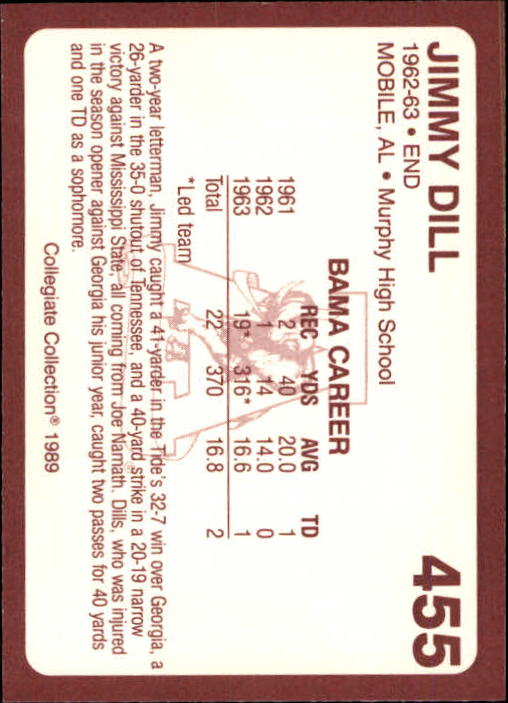 JIMMY DILL 455
1962-63 • END
MOBILE, AL • Murphy High School
BAMA CAREER
REC YDS AVG TD
1961 2 40 20.0 1
1962 1 14 14.0 0
1963 19* 316* 16.6 1
Total 22 370 16.8 2
*Led team
A two-year letterman, Jimmy caught a 41-yarder in the Tide's 32-7 win over Georgia, a
26-yarder in the 35-0 shutout of Tennessee, and a 40-yard strike in a 20-19 narrow
victory against Mississippi State, all coming from Joe Namath. Dills, who was injured
in the season opener against Georgia his junior year, caught two passes for 40 yards
and one TD as a sophomore.
Collegiate Collection® 1989